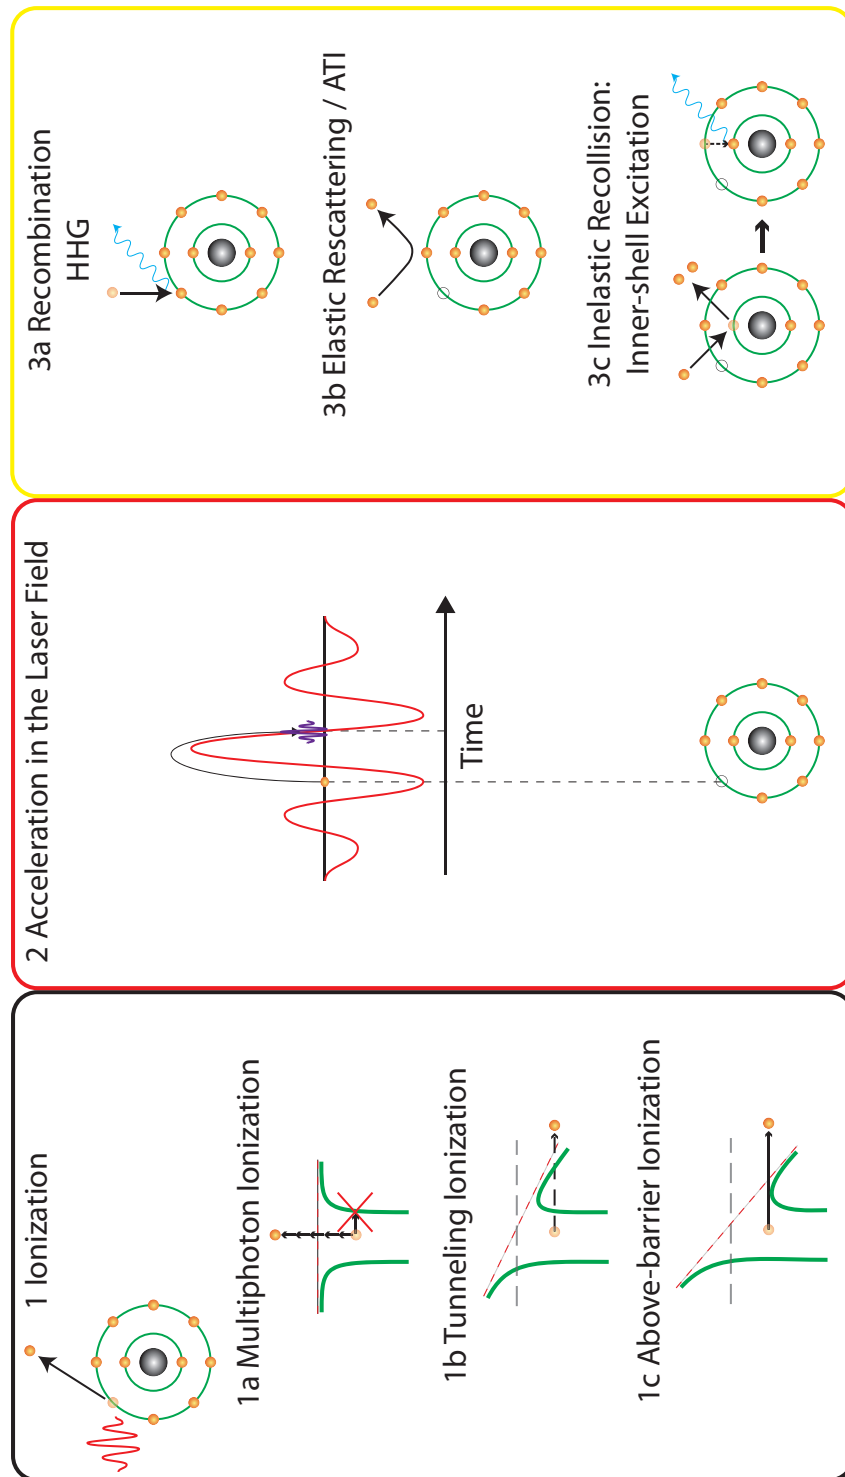 1 Ionization
1a Multiphoton Ionization
1b Tunneling Ionization
1c Above-barrier Ionization
2 Acceleration in the Laser Field
Time
3a Recombination
HHG
3b Elastic Rescattering / ATI
3c Inelastic Recollision:
Inner-shell Excitation